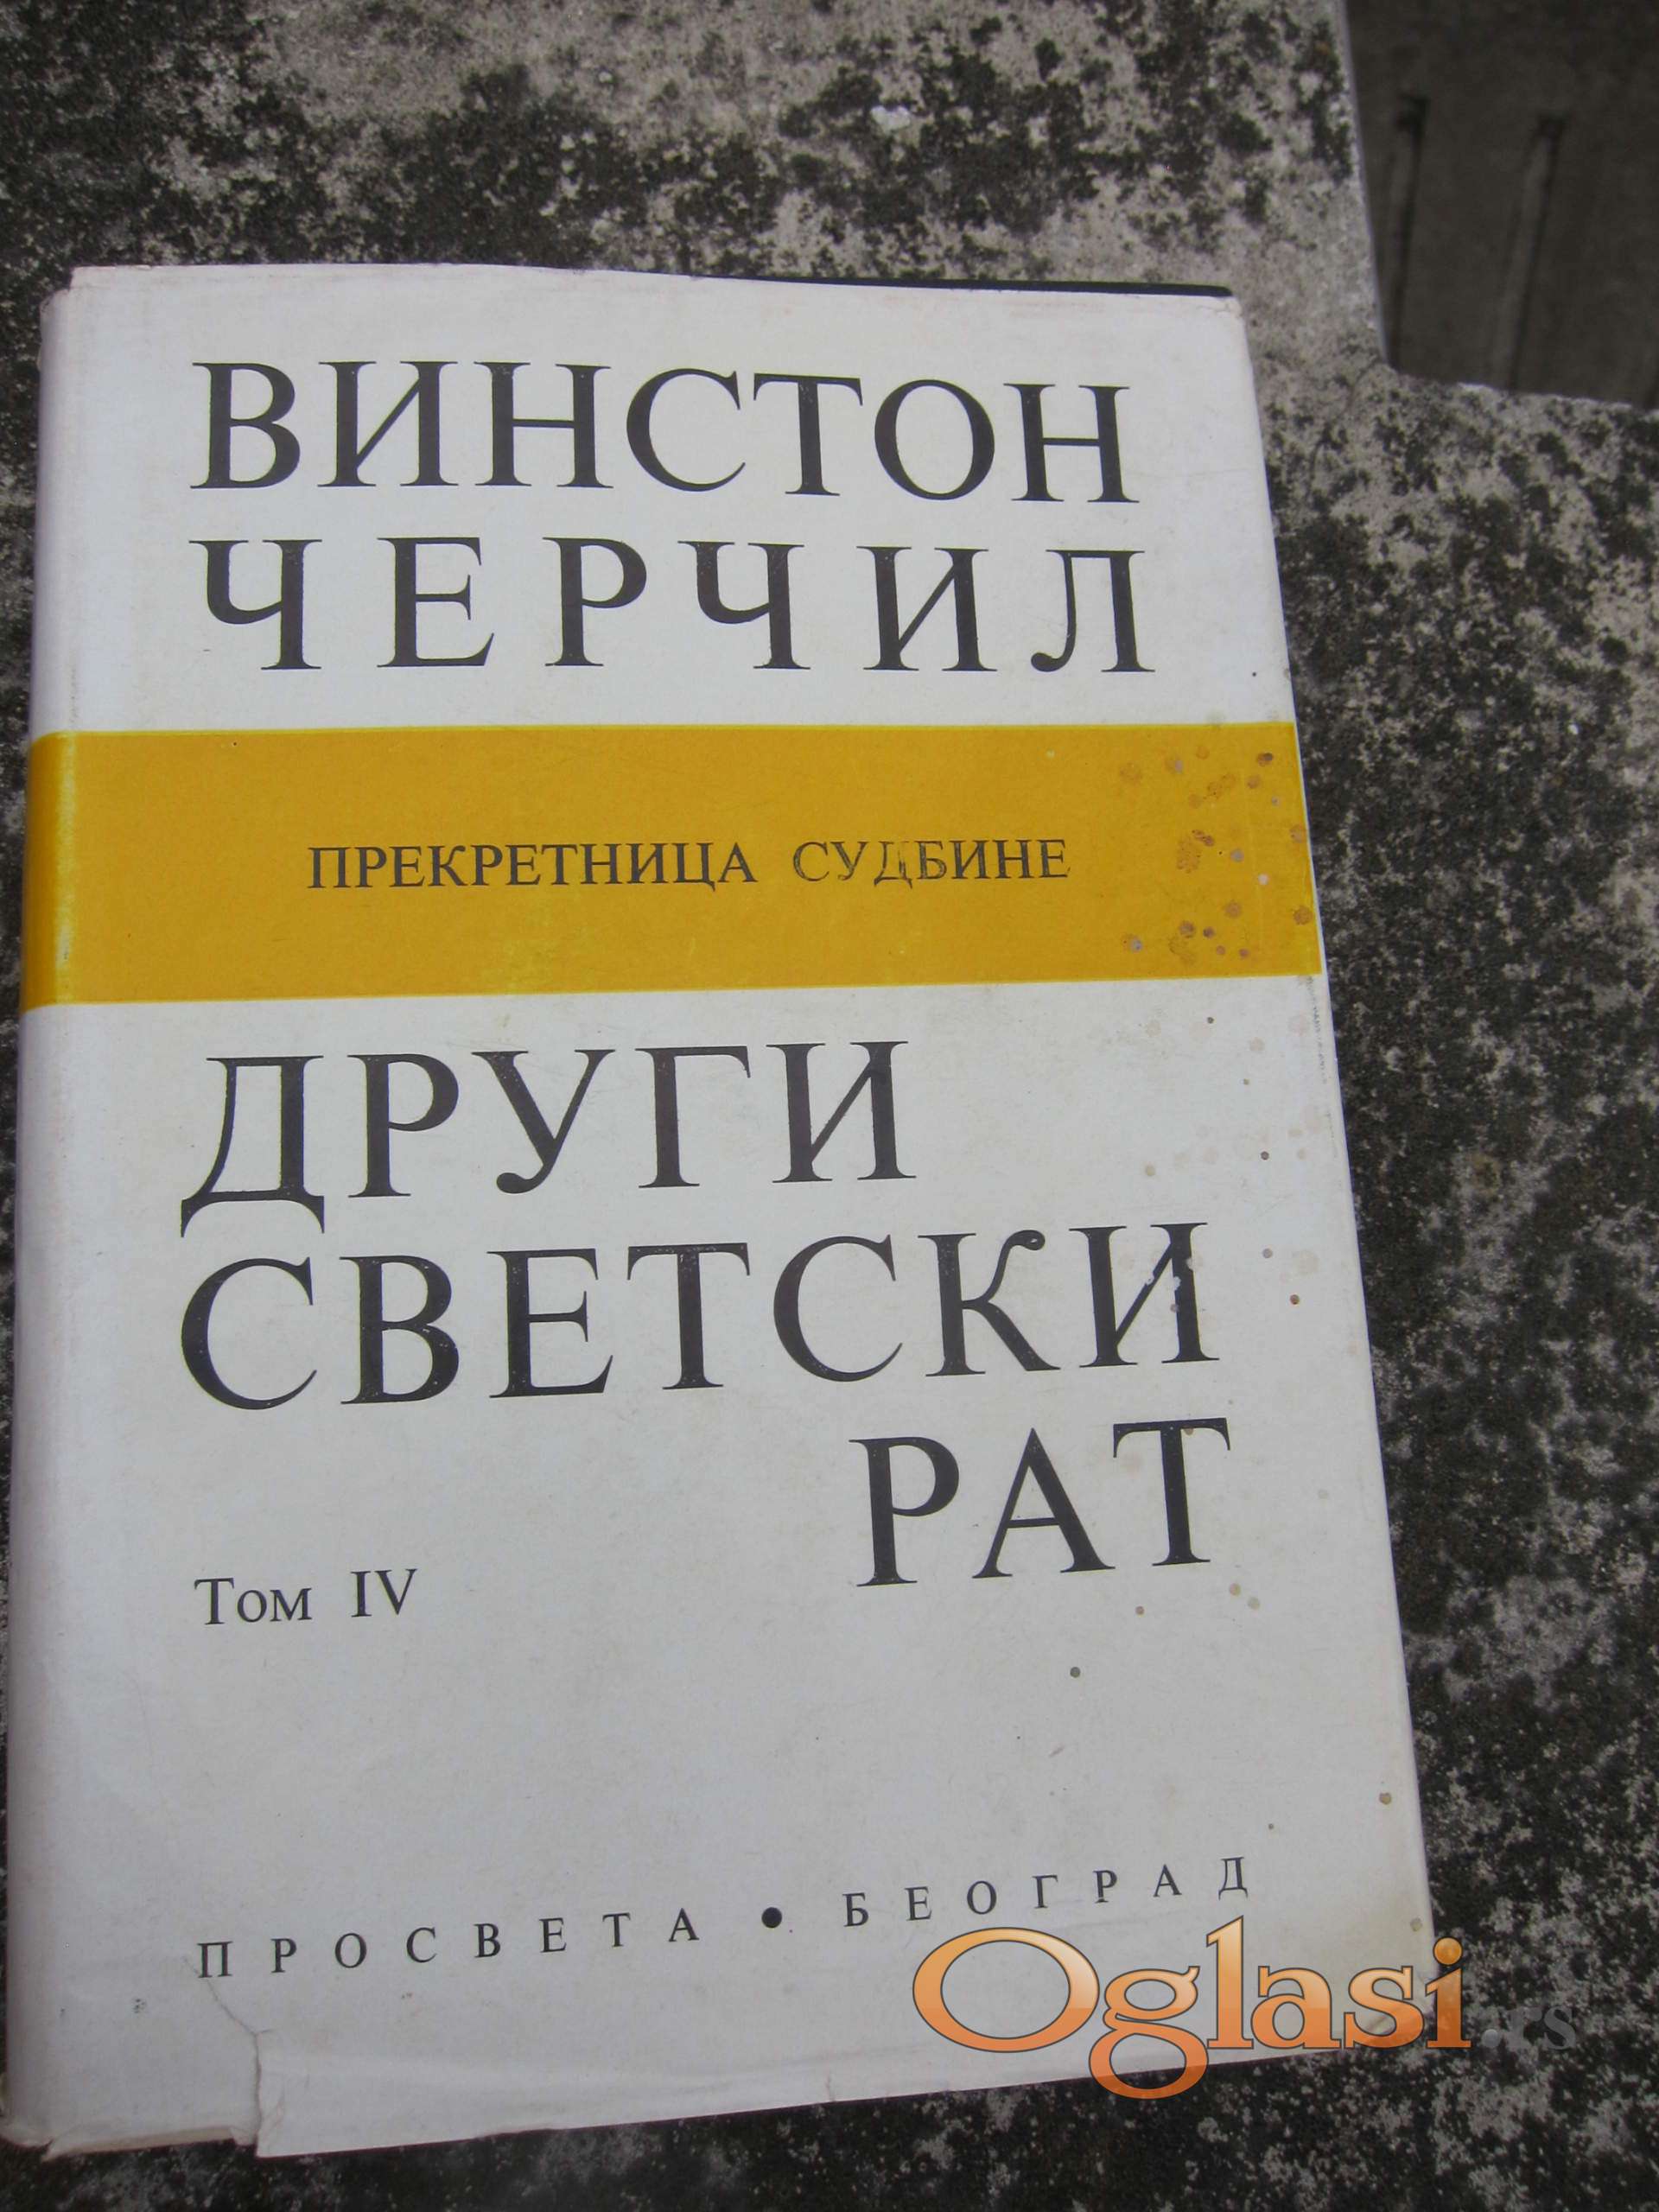 ВИНСТОН
ЧЕРЧИЛ
ПРЕКРЕТНИЦА СУДБИНЕ
ДРУГИ
СВЕТСКИ
РАТ
Том IV
ПРОСВЕТА • БЕОГРАД
Oglasi.rs